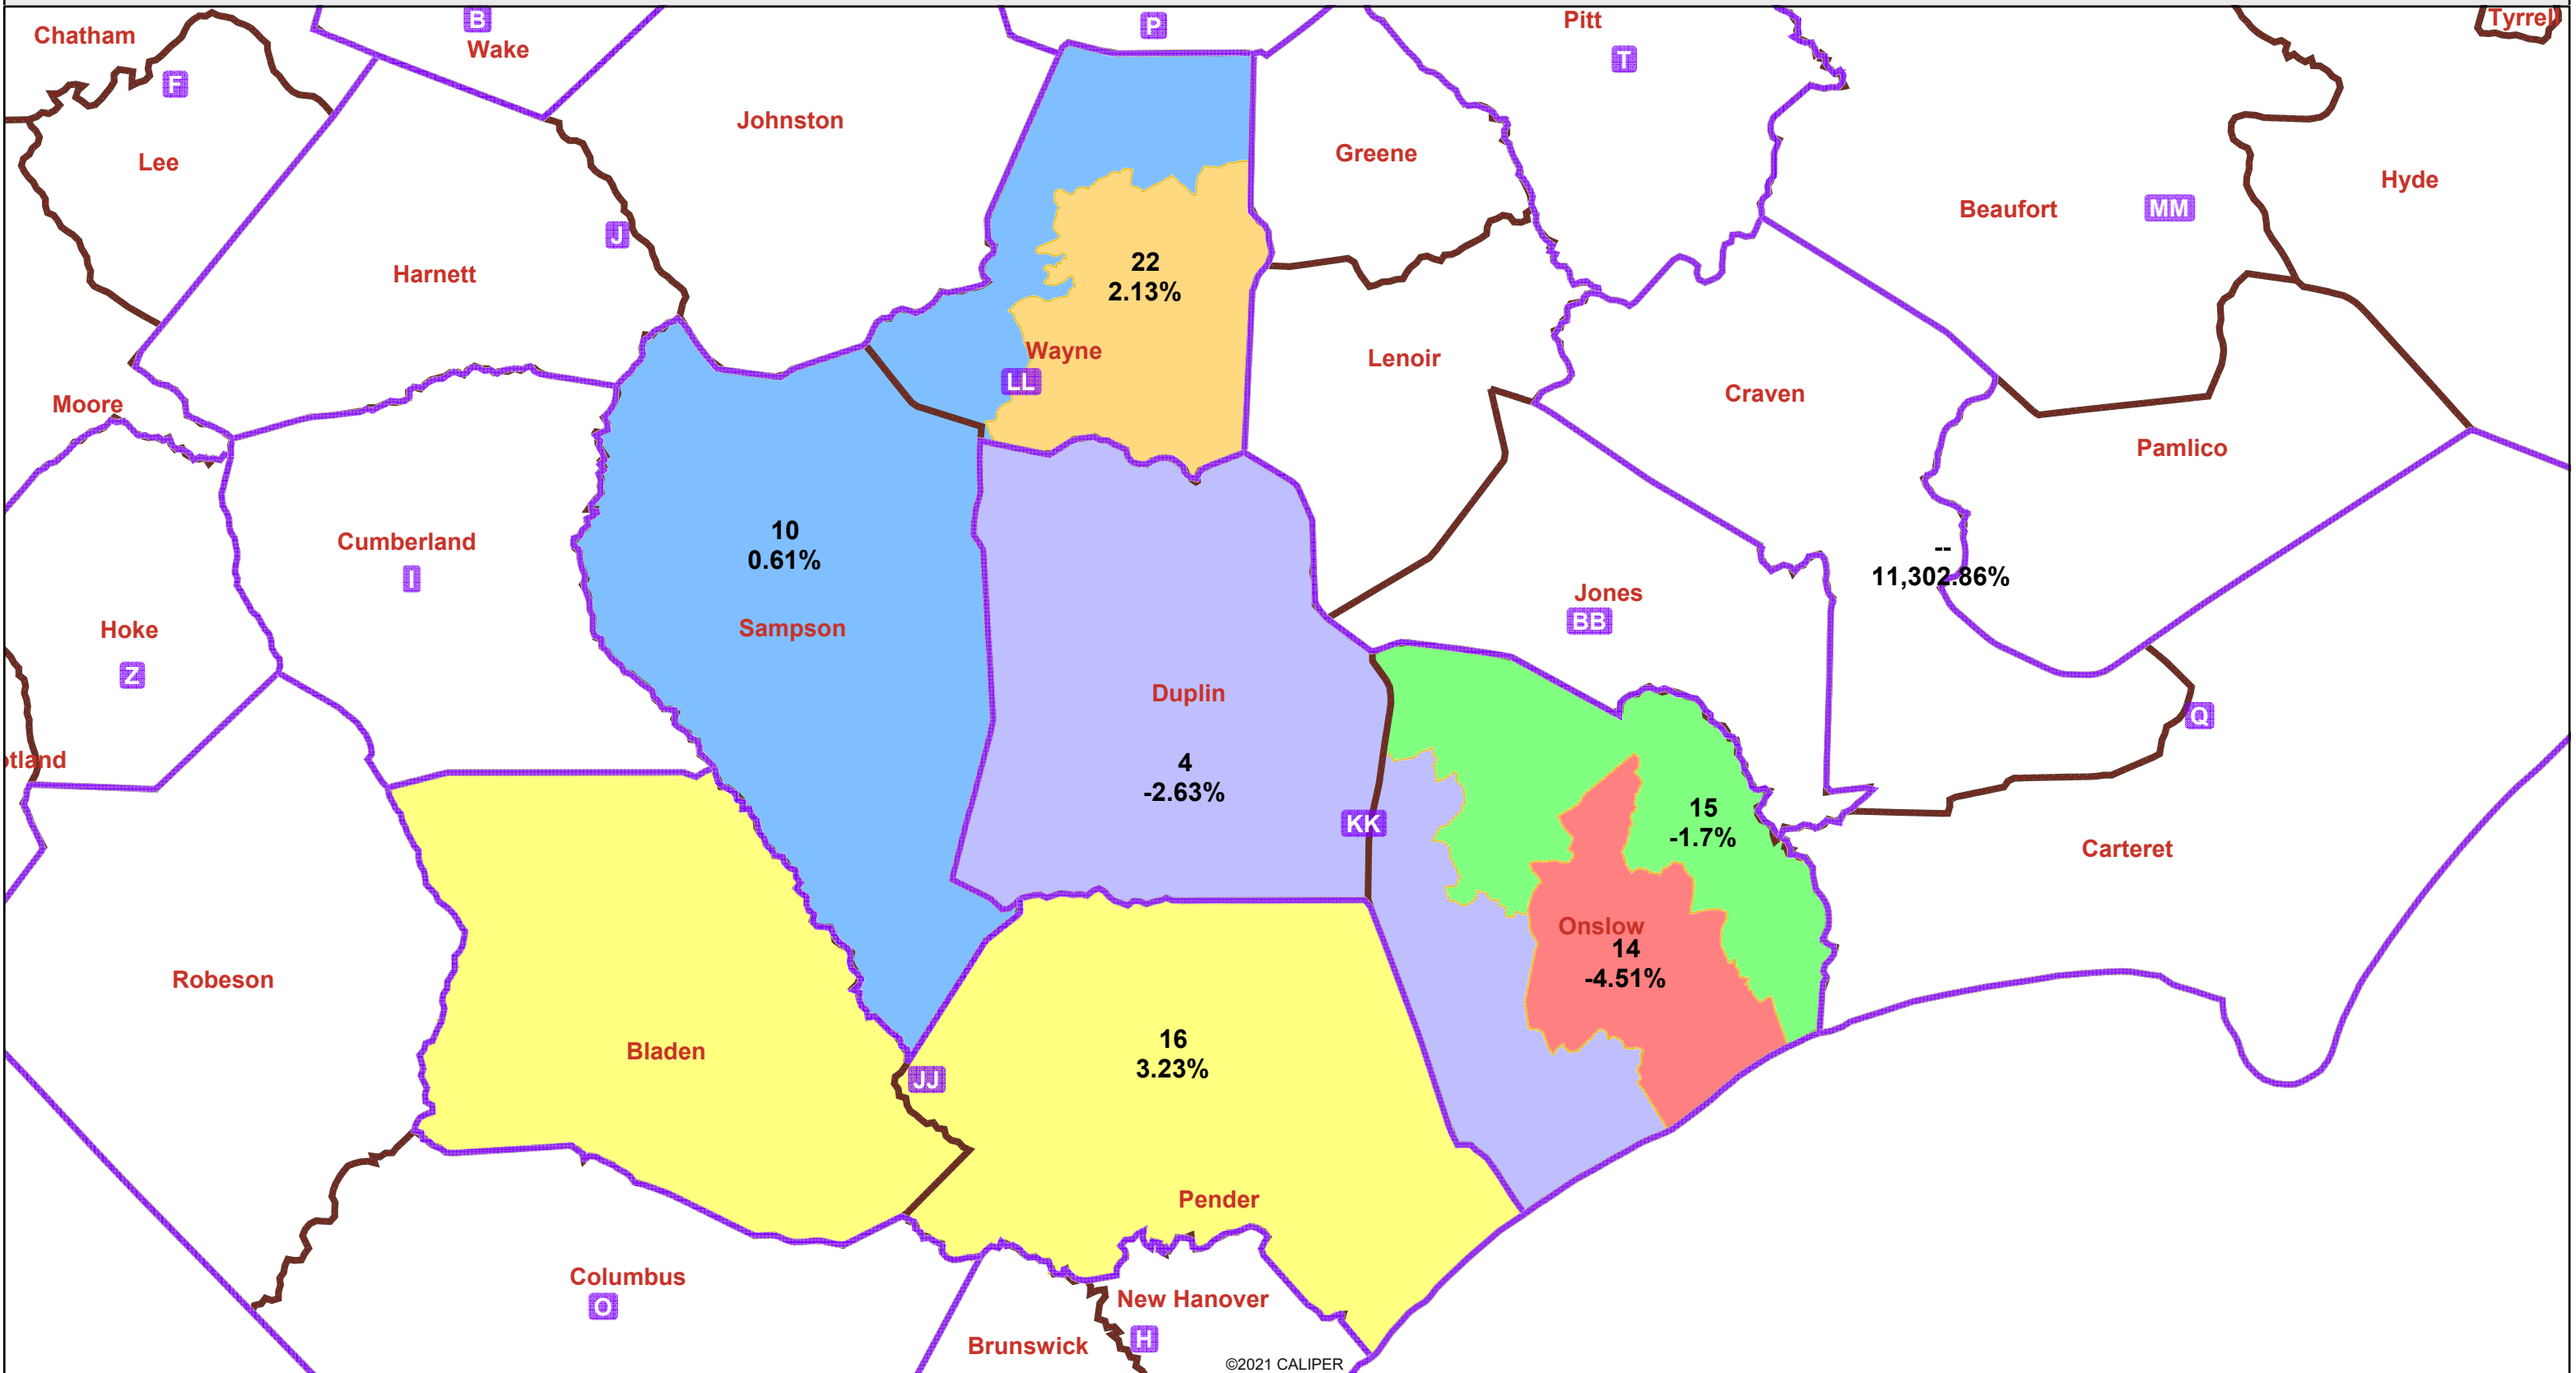 Chatham
B
Wake
P
Pitt
T
Tyrrel
F
Johnston
Lee
Greene
Hyde
Beaufort
MM
J
Harnett
22
2.13%
Wayne
LL
Lenoir
Craven
Moore
Pamlico
10
0.61%
Cumberland
I
--
11,302.86%
Jones
BB
Sampson
Hoke
Z
Duplin
Q
otland
4
-2.63%
KK
15
-1.7%
Carteret
Onslow
14
-4.51%
Robeson
Bladen
16
3.23%
JJ
Pender
Columbus
O
New Hanover
H
Brunswick
©2021 CALIPER